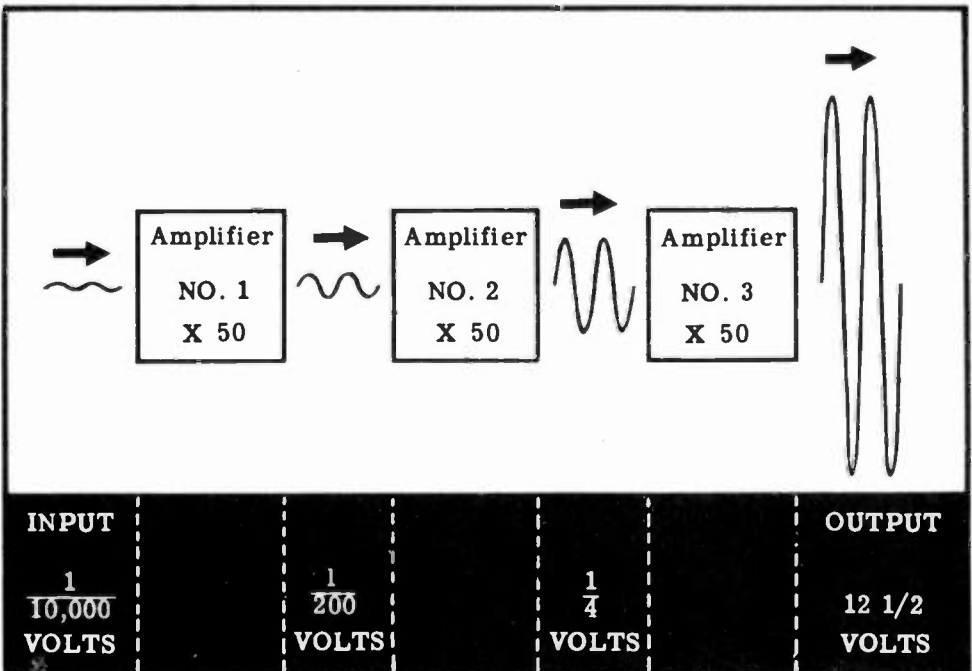 Amplifier
NO. 1
X 50
Amplifier
NO. 2
X 50
Amplifier
NO. 3
X 50
INPUT
1
10,000
VOLTS
1
200
VOLTS
1
4
VOLTS
OUTPUT
12 1/2
VOLTS